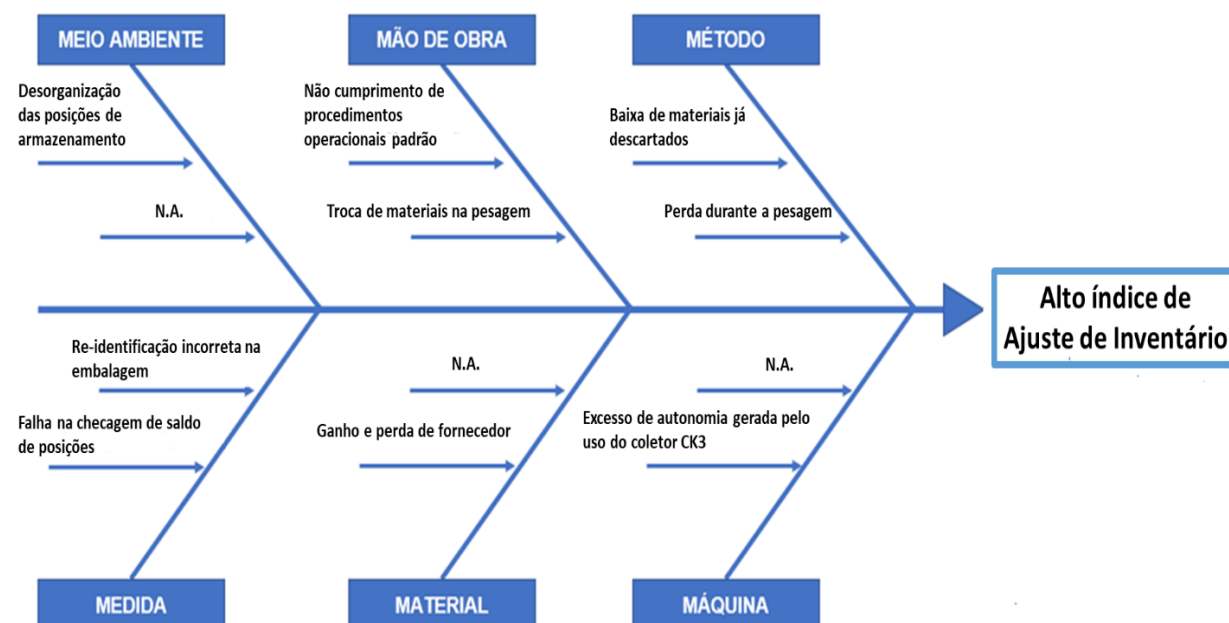 MEIO AMBIENTE
MÃO DE OBRA
MÉTODO
Desorganização
das posições de
armazenamento
N.A.
Não cumprimento de
procedimentos
operacionais padrão
Troca de materiais na pesagem
Baixa de materiais já
descartados
Perda durante a pesagem
Alto índice de
Ajuste de Inventário
Re-identificação incorreta na
embalagem
Falha na checagem de saldo
de posições
N.A.
Ganho e perda de fornecedor
N.A.
Excesso de autonomia gerada pelo
uso do coletor CK3
MEDIDA
MATERIAL
MÁQUINA